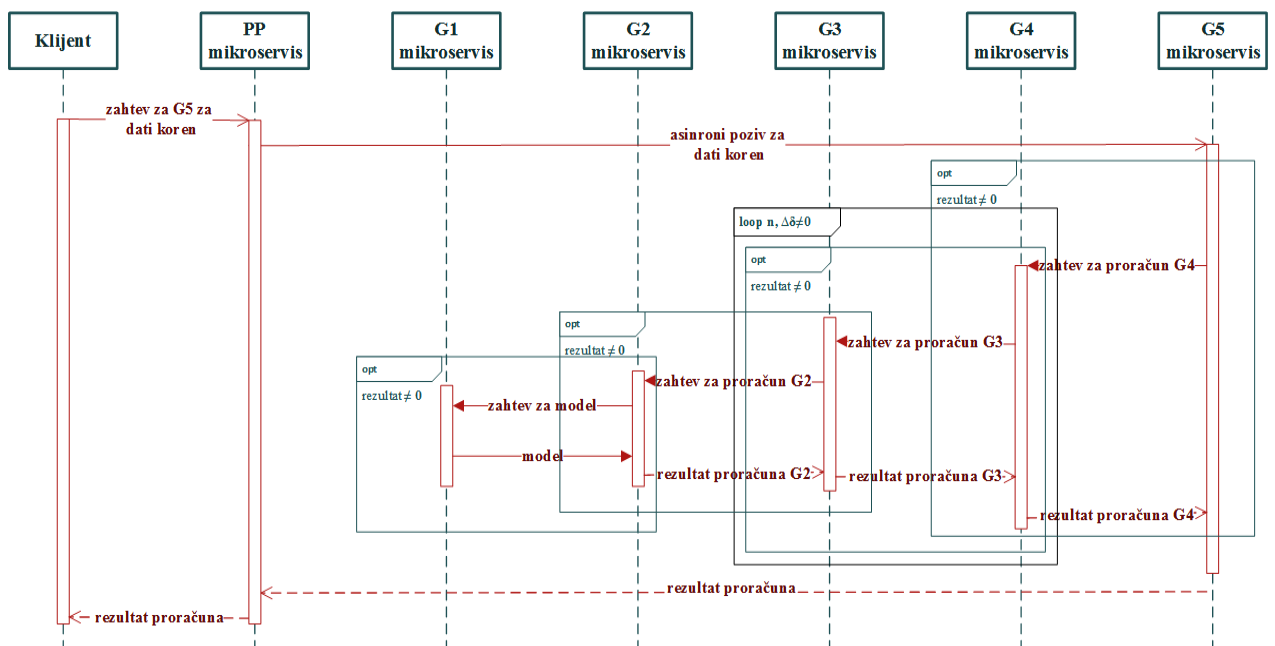 Klijent
PP
mikroservis
G1
mikroservis
G2
mikroservis
G3
mikroservis
G4
mikroservis
G5
mikroservis
zahtev za G5 za
dati koren
asinroni poziv za
dati koren
opt
rezultat ≠ 0
loop n, Δδ≠0
opt
rezultat ≠ 0
zahtev za proračun G4
opt
rezultat ≠ 0
zahtev za proračun G3
opt
rezultat ≠ 0
zahtev za proračun G2
zahtev za model
model
rezultat proračuna G2
rezultat proračuna G3
rezultat proračuna G4
rezultat proračuna
rezultat proračuna